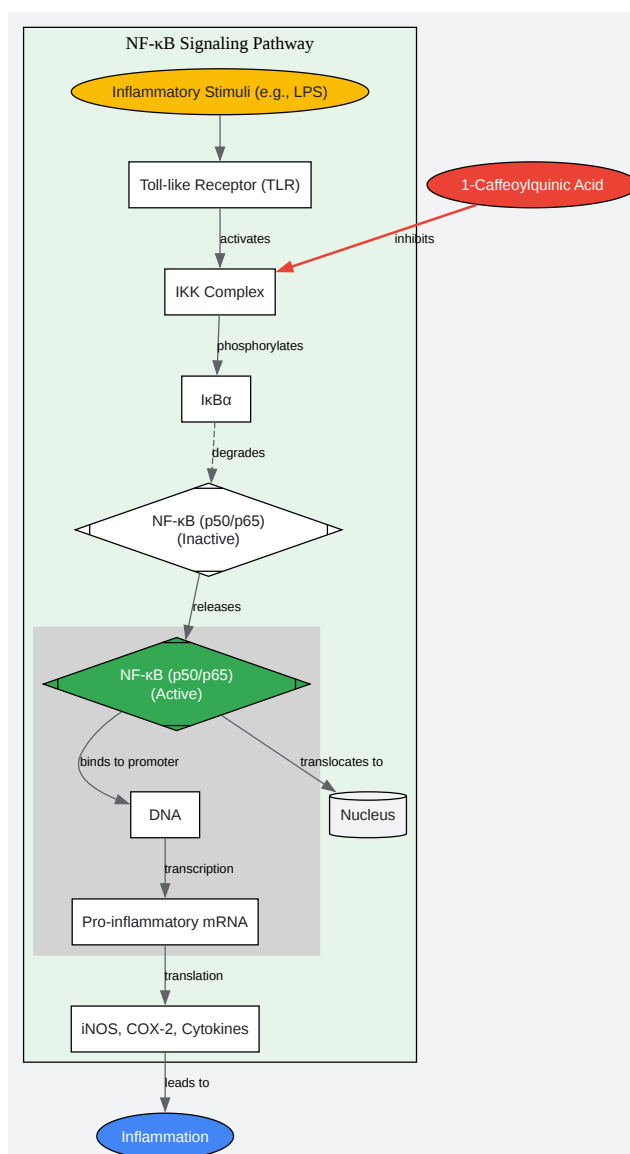 NF-κB Signaling Pathway
Inflammatory Stimuli (e.g., LPS)
Toll-like Receptor (TLR)
1-Caffeoylquinic Acid
activates
inhibits
IKK Complex
phosphorylates
IκBα
degrades
NF-κB (p50/p65)
(Inactive)
releases
NF-κB (p50/p65)
(Active)
binds to promoter
translocates to
DNA
Nucleus
transcription
Pro-inflammatory mRNA
translation
iNOS, COX-2, Cytokines
leads to
Inflammation